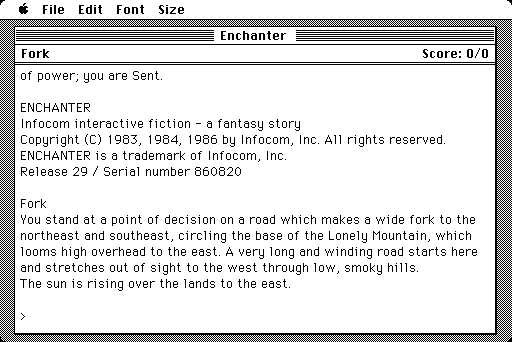 File Edit Font Size
Enchanter
Fork Score: 0/0
of power; you are Sent.
ENCHANTER
Infocom interactive fiction - a fantasy story
Copyright (C) 1983, 1984, 1986 by Infocom, Inc. All rights reserved.
ENCHANTER is a trademark of Infocom, Inc.
Release 29 / Serial number 860820
Fork
You stand at a point of decision on a road which makes a wide fork to the
northeast and southeast, circling the base of the Lonely Mountain, which
looms high overhead to the east. A very long and winding road starts here
and stretches out of sight to the west through low, smoky hills.
The sun is rising over the lands to the east.
>